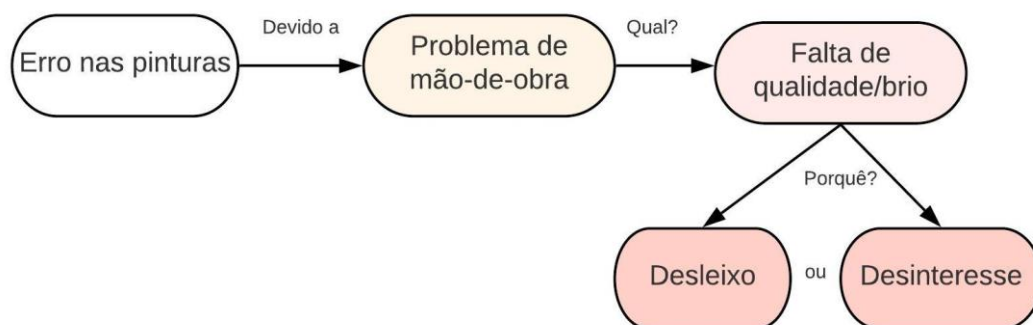 Erro nas pinturas
Devido a
Problema de
mão-de-obra
Qual?
Falta de
qualidade/brio
Porquê?
Desleixo
ou
Desinteresse